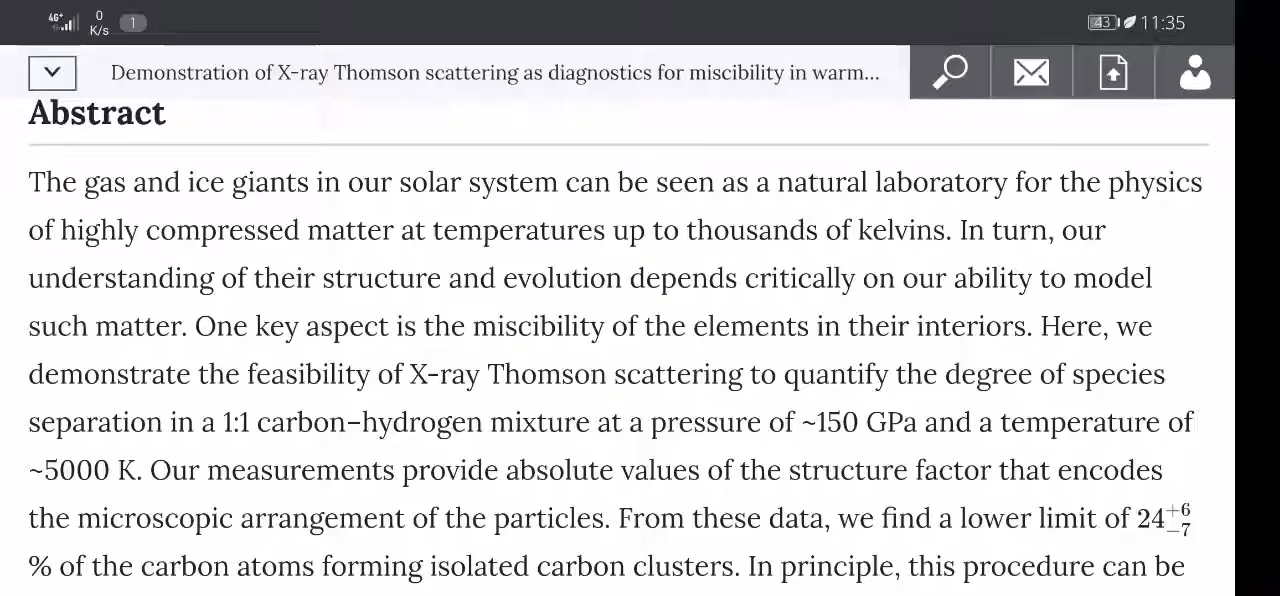 4G+ 0 K/s 1 43 11:35
Demonstration of X-ray Thomson scattering as diagnostics for miscibility in warm...
Abstract
The gas and ice giants in our solar system can be seen as a natural laboratory for the physics
of highly compressed matter at temperatures up to thousands of kelvins. In turn, our
understanding of their structure and evolution depends critically on our ability to model
such matter. One key aspect is the miscibility of the elements in their interiors. Here, we
demonstrate the feasibility of X-ray Thomson scattering to quantify the degree of species
separation in a 1:1 carbon–hydrogen mixture at a pressure of ~150 GPa and a temperature of
~5000 K. Our measurements provide absolute values of the structure factor that encodes
the microscopic arrangement of the particles. From these data, we find a lower limit of 24 +6 −7
% of the carbon atoms forming isolated carbon clusters. In principle, this procedure can be